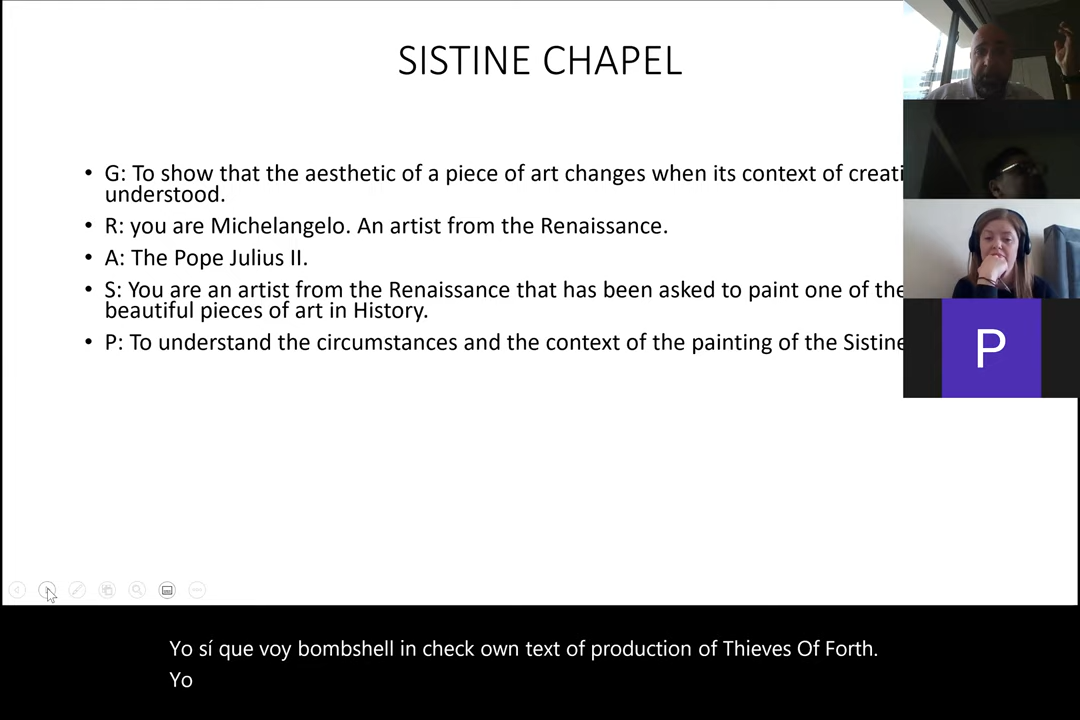 SISTINE CHAPEL
• G: To show that the aesthetic of a piece of art changes when its context of creati
understood.
• R: you are Michelangelo. An artist from the Renaissance.
• A: The Pope Julius II.
• S: You are an artist from the Renaissance that has been asked to paint one of the
beautiful pieces of art in History.
• P: To understand the circumstances and the context of the painting of the Sistine
P
Yo sí que voy bombshell in check own text of production of Thieves Of Forth.
Yo